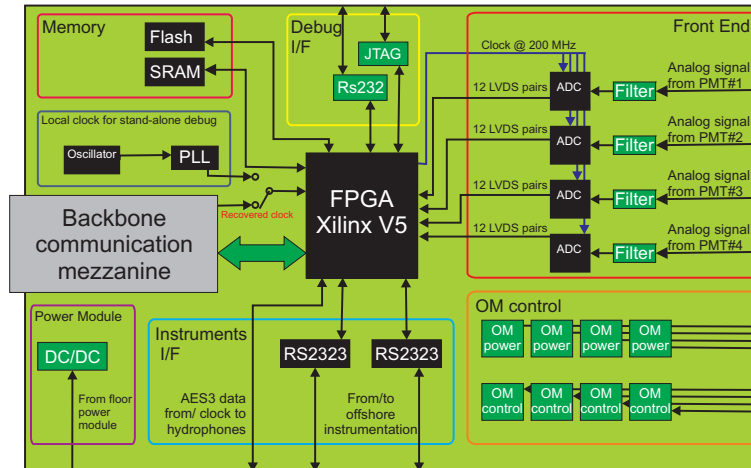 Memory
Flash
SRAM
Debug
I/F
JTAG
Rs232
Clock @ 200 MHz
Front End
12 LVDS pairs
ADC
Filter
Analog signal
from PMT#1
12 LVDS pairs
ADC
Filter
Analog signal
from PMT#2
12 LVDS pairs
ADC
Filter
Analog signal
from PMT#3
12 LVDS pairs
ADC
Filter
Analog signal
from PMT#4
Local clock for stand-alone debug
Oscillator
PLL
Recovered clock
FPGA
Xilinx V5
Backbone
communication
mezzanine
Power Module
DC/DC
From floor
power
module
Instruments
I/F
RS2323
RS2323
AES3 data
from/ clock to
hydrophones
From/to
offshore
instrumentation
OM control
OM
power
OM
power
OM
power
OM
power
OM
control
OM
control
OM
control
OM
control